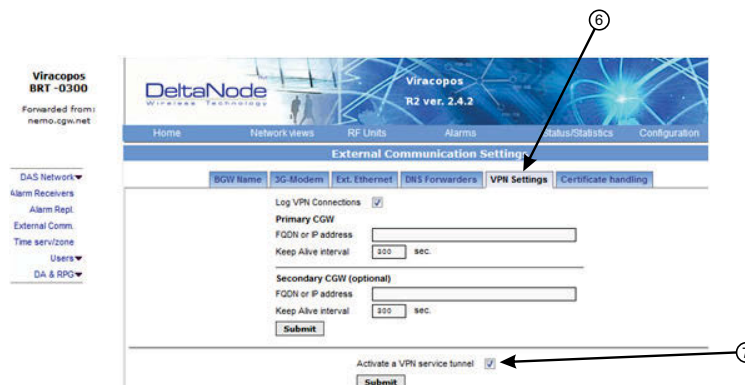 6
Viracopos
BRT -0300
Forwarded from:
nemo.cgw.net
DeltaNode
Wireless Technology
Viracopos
R2 ver. 2.4.2
Home Network views RF Units Alarms Status/Statistics Configuration
External Communication Settings
BGW Name 3G-Modem Ext. Ethernet DNS Forwarders VPN Settings Certificate handling
DAS Network
Alarm Receivers
Alarm Repl.
External Comm.
Time serv/zone
Users
DA & RPG
Log VPN Connections
Primary CGW
FQDN or IP address
Keep Alive interval 300 sec.
Secondary CGW (optional)
FQDN or IP address
Keep Alive interval 300 sec.
Submit
Activate a VPN service tunnel
7
Submit